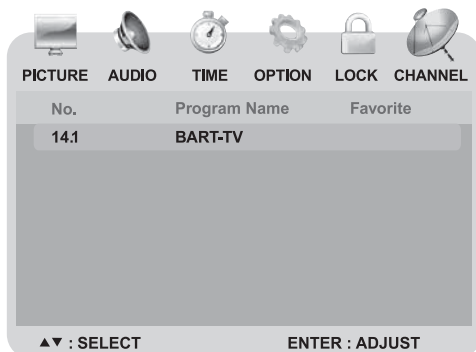 PICTURE AUDIO TIME OPTION LOCK CHANNEL
No. Program Name Favorite
14.1 BART-TV
▲▼ : SELECT ENTER : ADJUST